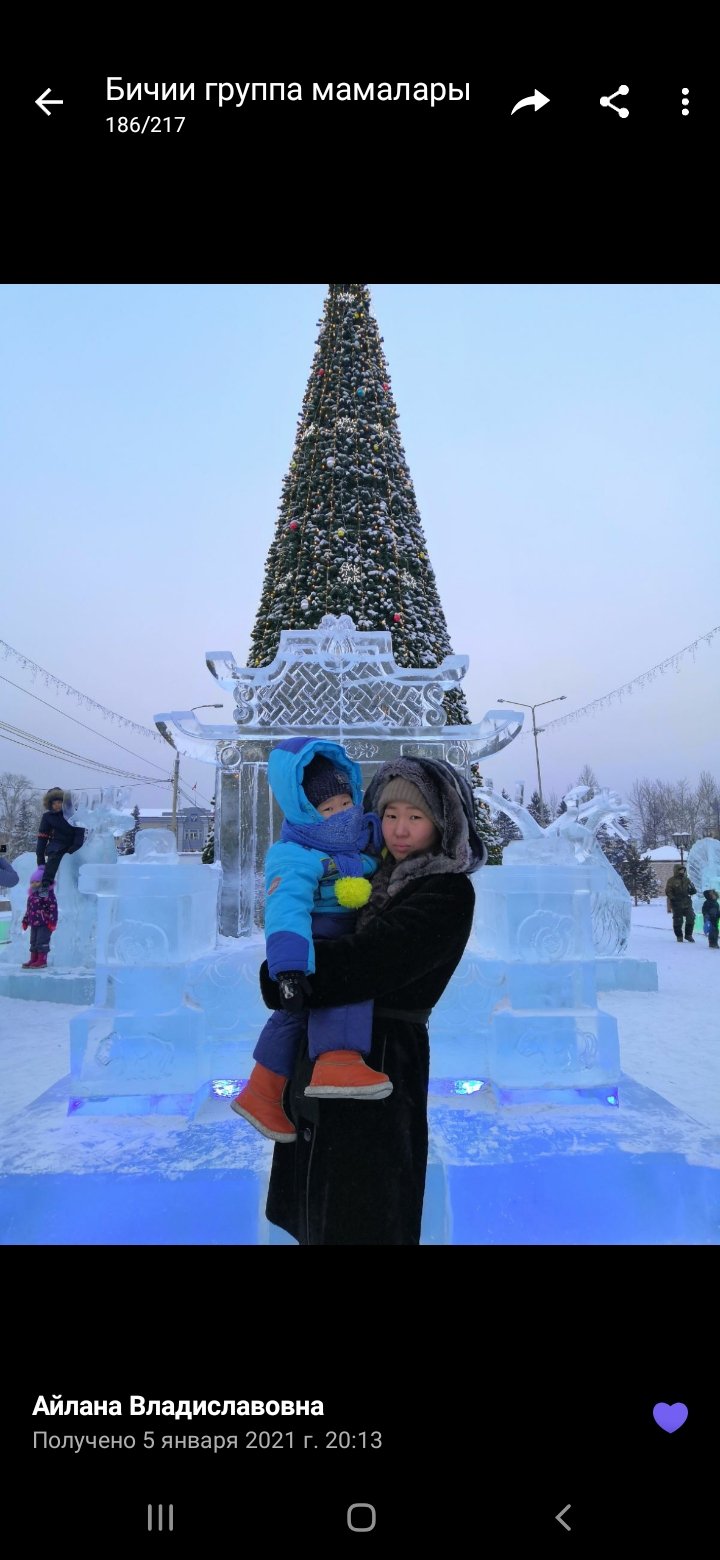 Бичии группа мамалары
186/217
Айлана Владиславовна
Получено 5 января 2021 г. 20:13